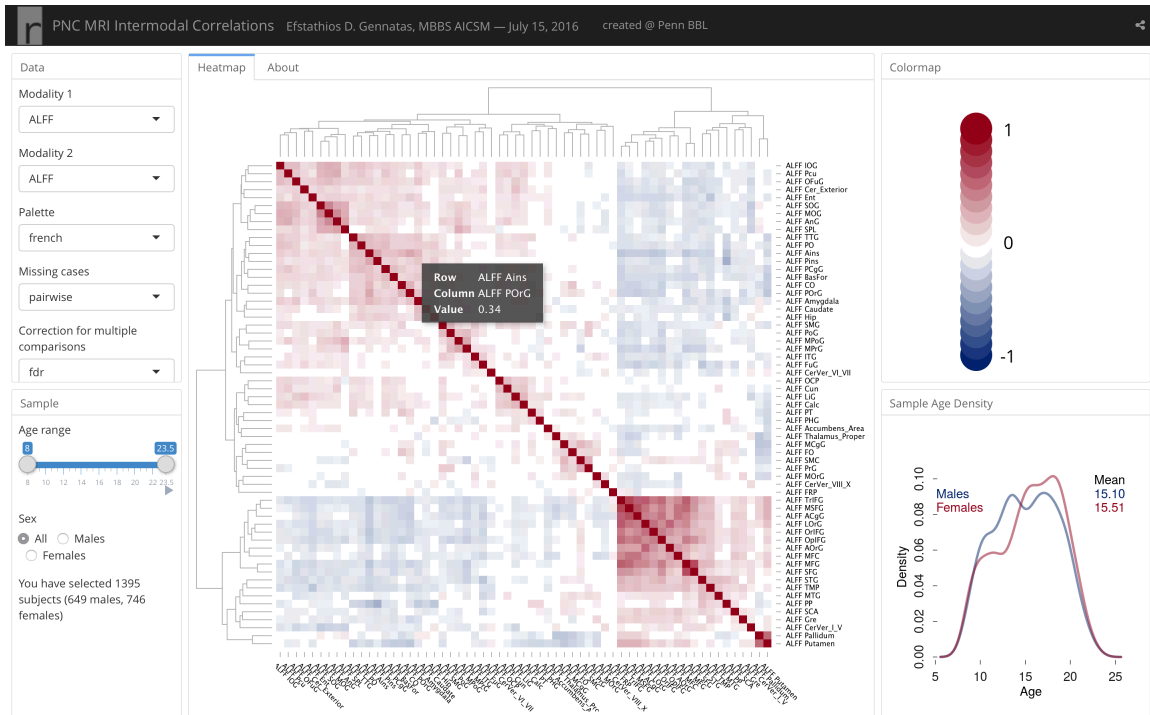 PNC MRI Intermodal Correlations Efstathios D. Gennatas, MBBS AICSM — July 15, 2016 created @ Penn BBL
Data
Modality 1
ALFF
Modality 2
ALFF
Palette
french
Missing cases
pairwise
Correction for multiple
comparisons
fdr
Sample
Age range
8 23.5
8 10 12 14 16 18 20 22 23.5
Sex
All Males
Females
You have selected 1395
subjects (649 males, 746
females)
Heatmap About
Row ALFF Ains
Column ALFF POrG
Value 0.34
ALFF IOG
ALFF Pcu
ALFF OFuG
ALFF Cer_Exterior
ALFF Ent
ALFF SOG
ALFF MOG
ALFF AnG
ALFF SPL
ALFF TTG
ALFF PO
ALFF Ains
ALFF Pins
ALFF PCgG
ALFF BasFor
ALFF CO
ALFF POrG
ALFF Amygdala
ALFF Caudate
ALFF Hip
ALFF SMG
ALFF PoG
ALFF MPoG
ALFF MPrG
ALFF ITG
ALFF FuG
ALFF CerVer_VI_VII
ALFF OCP
ALFF Cun
ALFF LiG
ALFF Calc
ALFF PT
ALFF PHG
ALFF Accumbens_Area
ALFF Thalamus_Proper
ALFF MCgG
ALFF FO
ALFF SMC
ALFF PrG
ALFF MOrG
ALFF CerVer_VIII_X
ALFF FRP
ALFF TrIFG
ALFF MSFG
ALFF ACgG
ALFF LOrG
ALFF OrIFG
ALFF OpIFG
ALFF AOrG
ALFF MFC
ALFF MFG
ALFF SFG
ALFF STG
ALFF TMP
ALFF MTG
ALFF PP
ALFF SCA
ALFF Gre
ALFF CerVer_I_V
ALFF Pallidum
ALFF Putamen
Colormap
1
0
-1
Sample Age Density
Mean
Males 15.10
Females 15.51
Density
0.00 0.02 0.04 0.06 0.08 0.10
5 10 15 20 25
Age